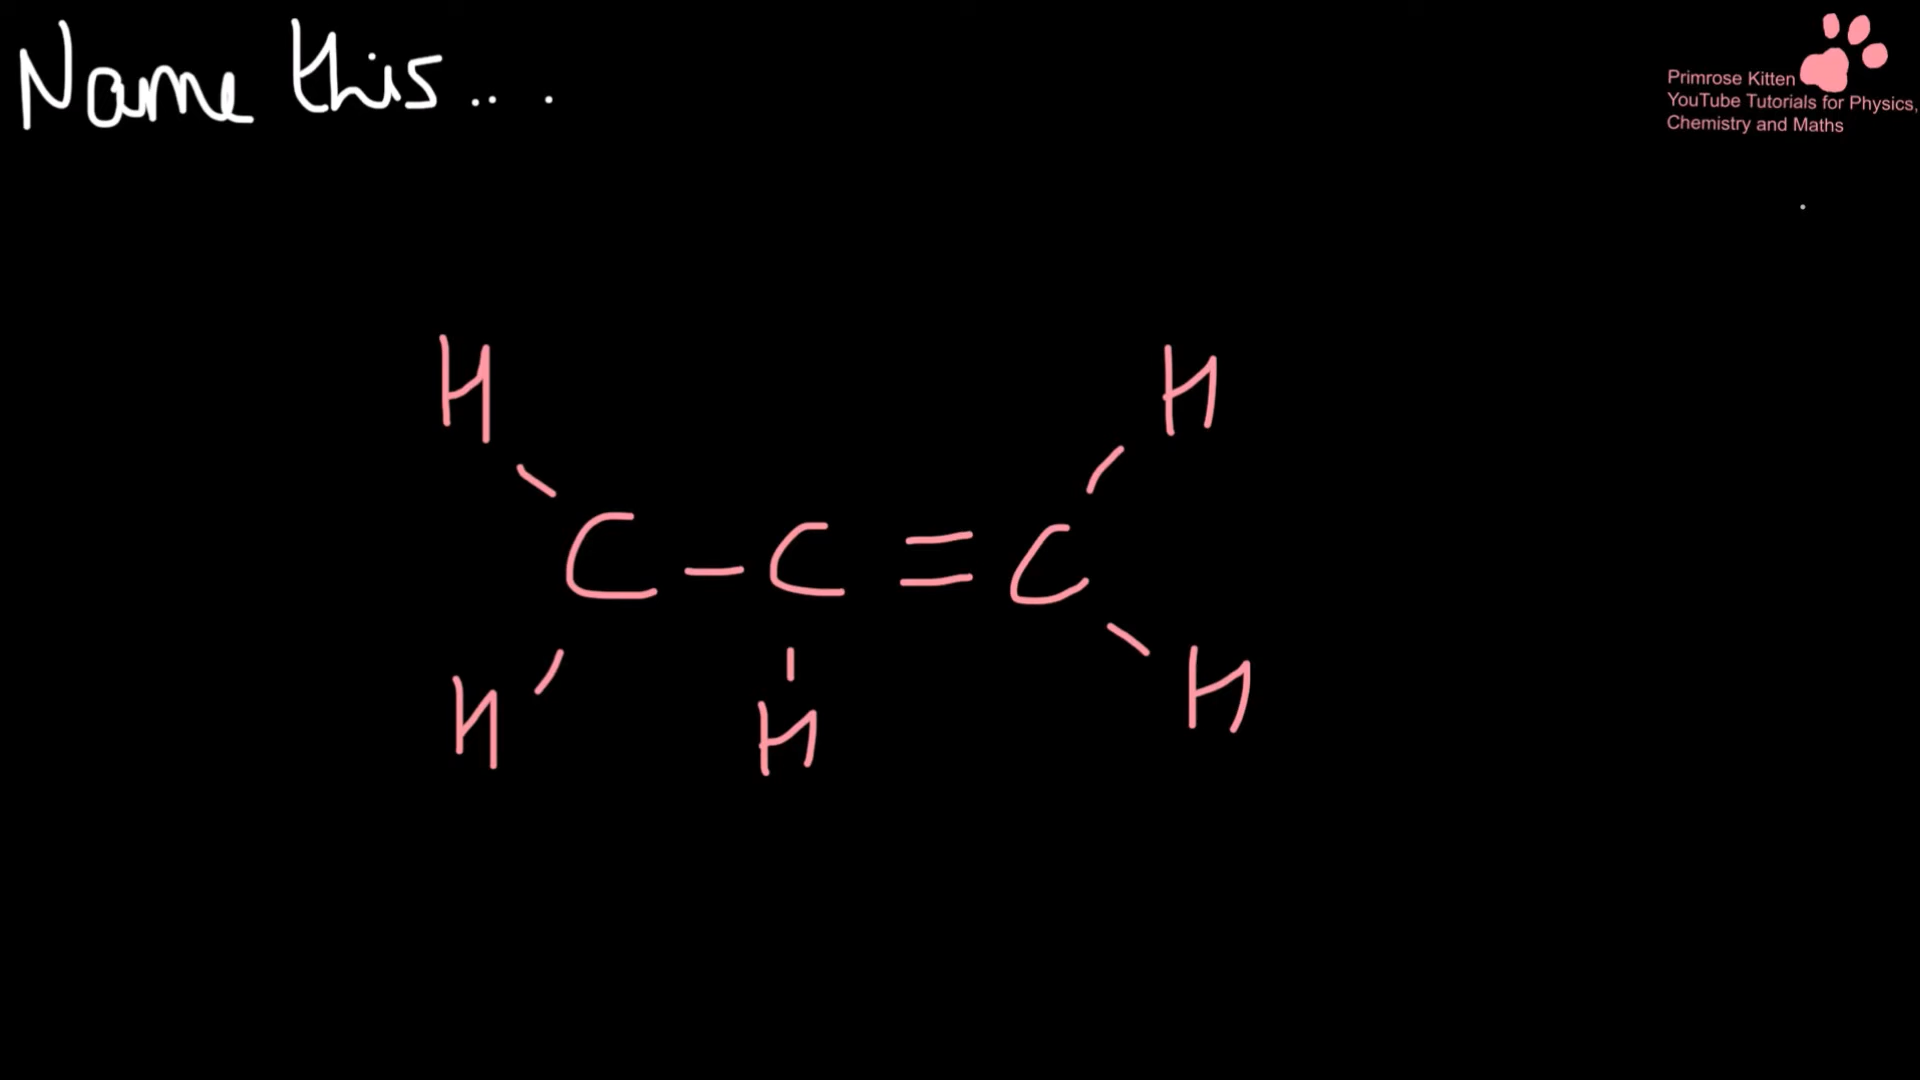 Name this.. .
Primrose Kitten
YouTube Tutorials for Physics,
Chemistry and Maths
H H
C - C = C
H H H